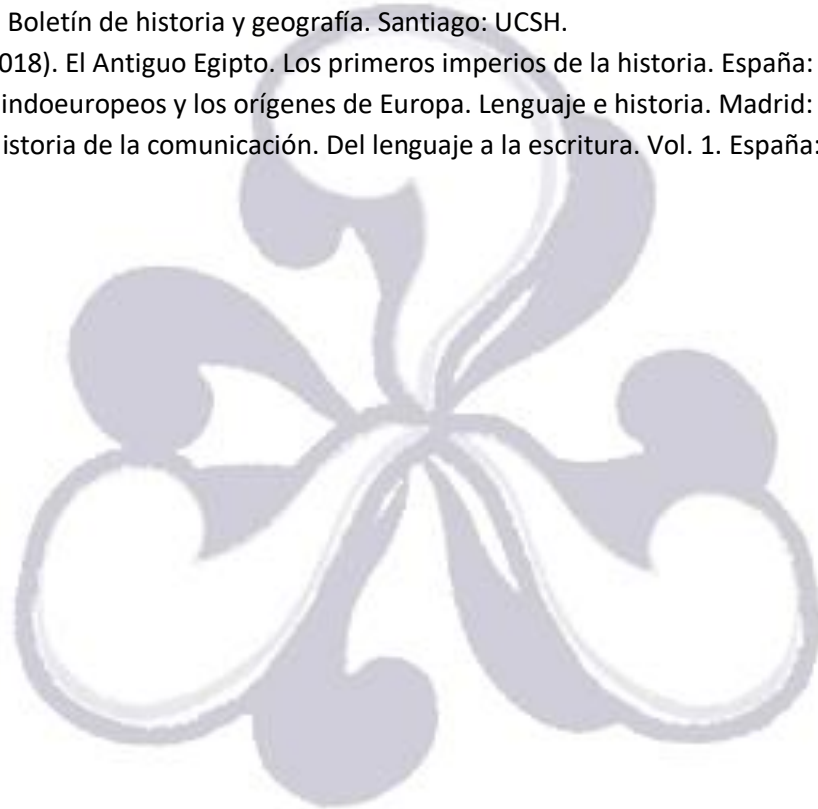 Boletín de historia y geografía. Santiago: UCSH.
018). El Antiguo Egipto. Los primeros imperios de la historia. España:
indoeuropeos y los orígenes de Europa. Lenguaje e historia. Madrid:
istoria de la comunicación. Del lenguaje a la escritura. Vol. 1. España: